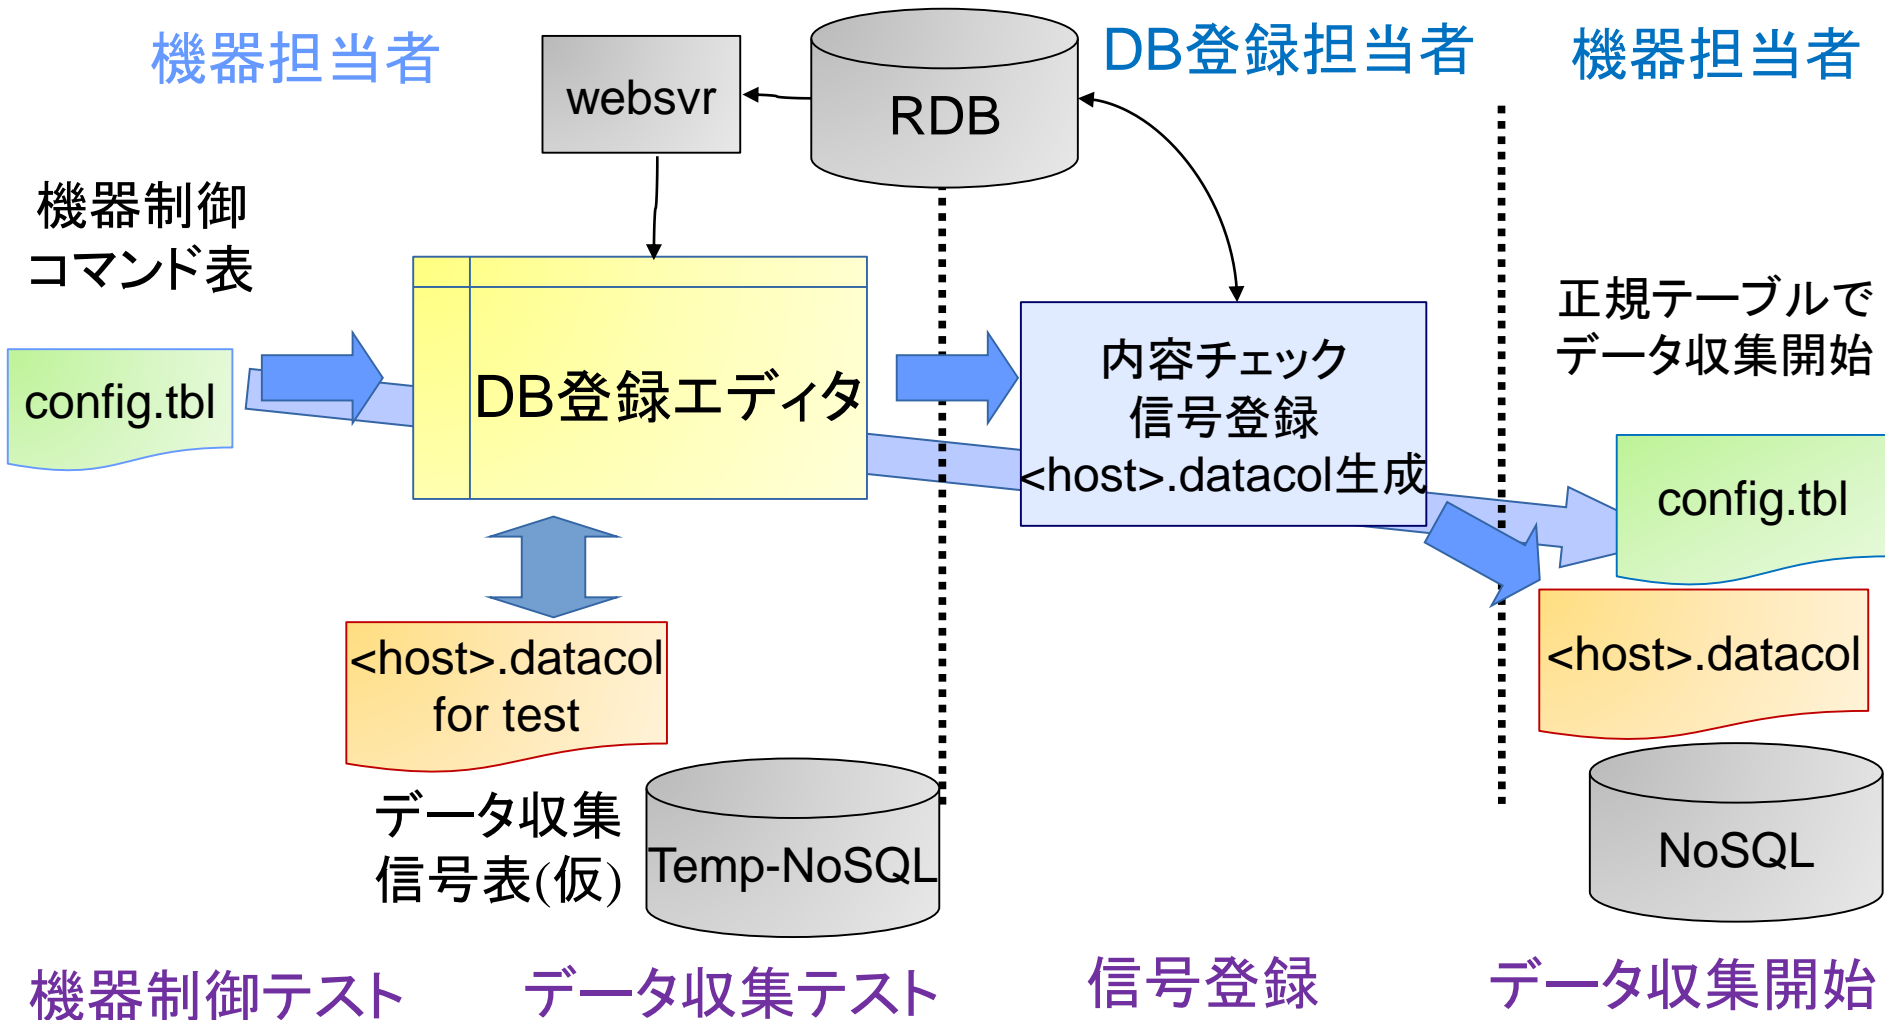 機器担当者
DB登録担当者
機器担当者
websvr
RDB
機器制御
コマンド表
config.tbl
DB登録エディタ
内容チェック
信号登録
<host>.datacol生成
正規テーブルで
データ収集開始
config.tbl
<host>.datacol
<host>.datacol
for test
データ収集
信号表(仮)
Temp-NoSQL
NoSQL
機器制御テスト
データ収集テスト
信号登録
データ収集開始